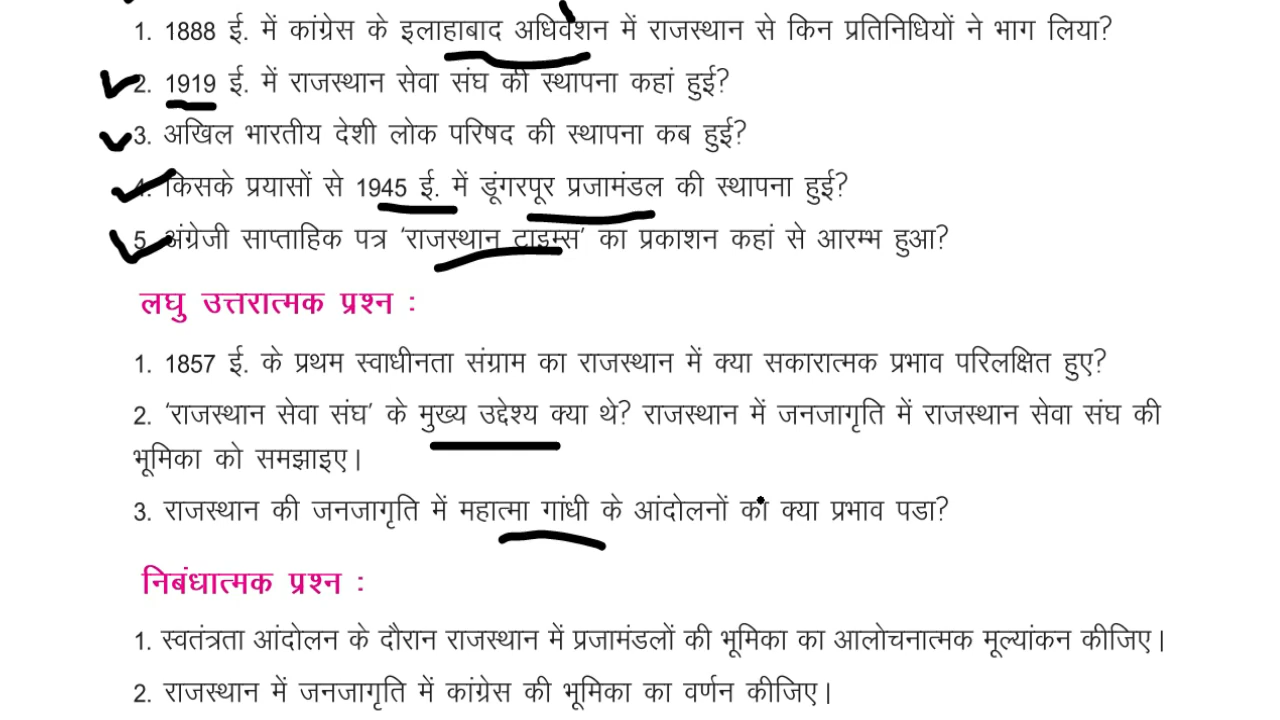 1. 1888 ई. में कांग्रेस के इलाहाबाद अधिवेशन में राजस्थान से किन प्रतिनिधियों ने भाग लिया?
2. 1919 ई. में राजस्थान सेवा संघ की स्थापना कहां हुई?
3. अखिल भारतीय देशी लोक परिषद की स्थापना कब हुई?
4. किसके प्रयासों से 1945 ई. में डूंगरपूर प्रजामंडल की स्थापना हुई?
5. अंग्रेजी साप्ताहिक पत्र ‘राजस्थान टाइम्स’ का प्रकाशन कहां से आरम्भ हुआ?
लघु उत्तरात्मक प्रश्न :
1. 1857 ई. के प्रथम स्वाधीनता संग्राम का राजस्थान में क्या सकारात्मक प्रभाव परिलक्षित हुए?
2. ‘राजस्थान सेवा संघ’ के मुख्य उद्देश्य क्या थे? राजस्थान में जनजागृति में राजस्थान सेवा संघ की
भूमिका को समझाइए।
3. राजस्थान की जनजागृति में महात्मा गांधी के आंदोलनों का क्या प्रभाव पडा?
निबंधात्मक प्रश्न :
1. स्वतंत्रता आंदोलन के दौरान राजस्थान में प्रजामंडलों की भूमिका का आलोचनात्मक मूल्यांकन कीजिए।
2. राजस्थान में जनजागृति में कांग्रेस की भूमिका का वर्णन कीजिए।